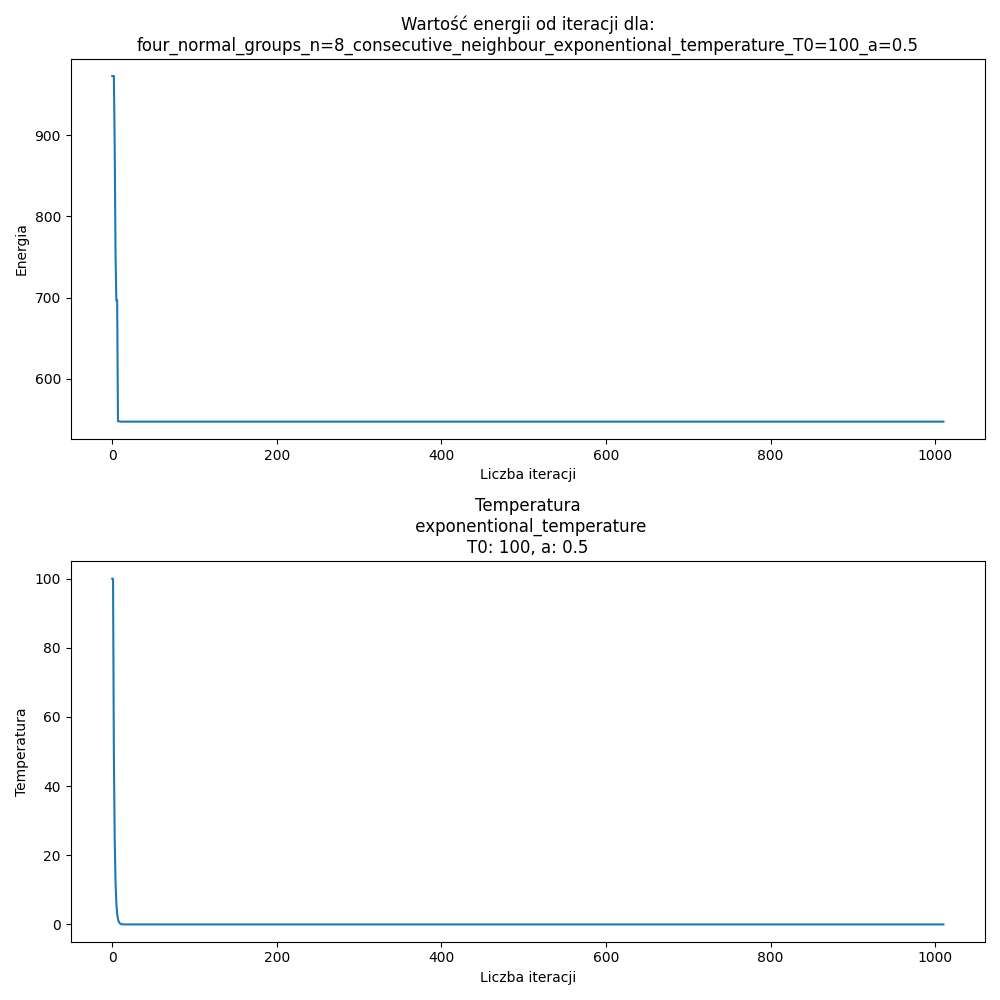 Wartość energii od iteracji dla:
four_normal_groups_n=8_consecutive_neighbour_exponentional_temperature_T0=100_a=0.5
900
800
700
600
Energia
0 200 400 600 800 1000
Liczba iteracji
Temperatura
exponentional_temperature
T0: 100, a: 0.5
100
80
60
40
20
0
Temperatura
0 200 400 600 800 1000
Liczba iteracji